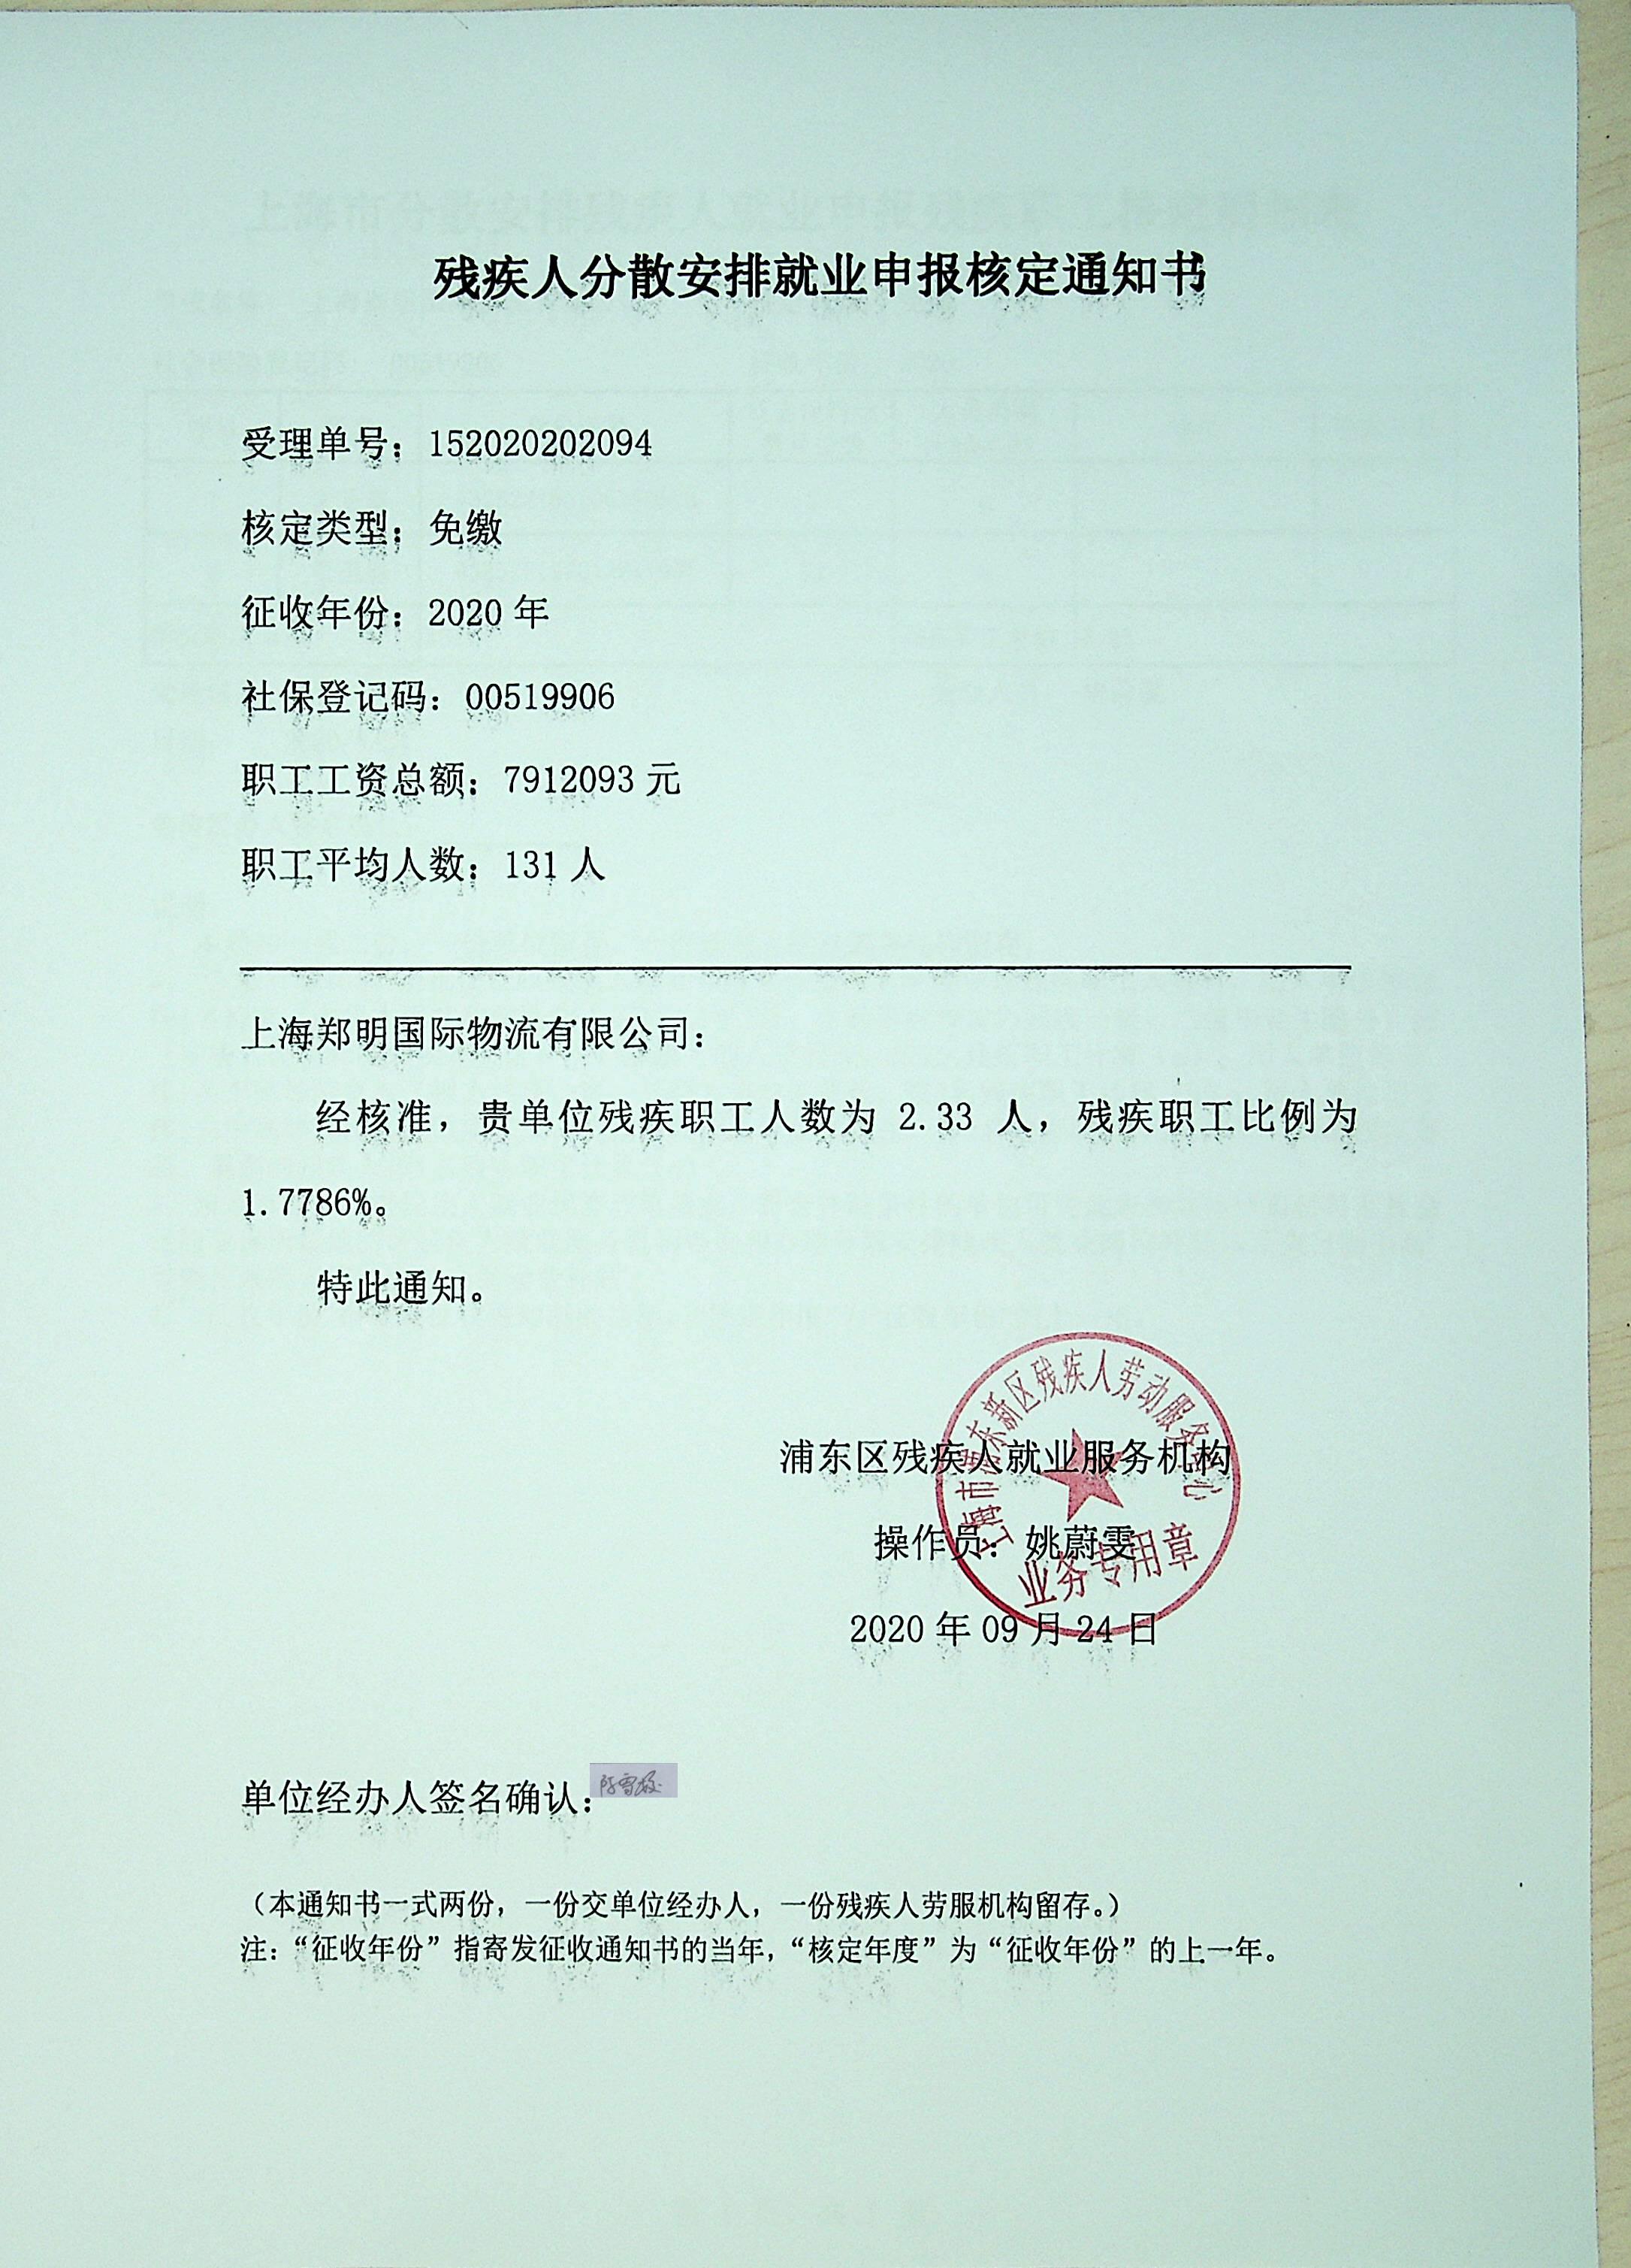 残疾人分散安排就业申报核定通知书
受理单号：152020202094
核定类型：免缴
征收年份：2020 年
社保登记码：00519906
职工工资总额：7912093 元
职工平均人数：131 人
上海郑明国际物流有限公司：
经核准，贵单位残疾职工人数为 2.33 人，残疾职工比例为
1.7786%。
特此通知。
上海市浦东新区残疾人劳动服务中心
浦东区残疾人就业服务机构
操作员：姚蔚雯
业务专用章
2020 年 09 月 24 日
单位经办人签名确认：
（本通知书一式两份，一份交单位经办人，一份残疾人劳服机构留存。）
注：“征收年份”指寄发征收通知书的当年，“核定年度”为“征收年份”的上一年。